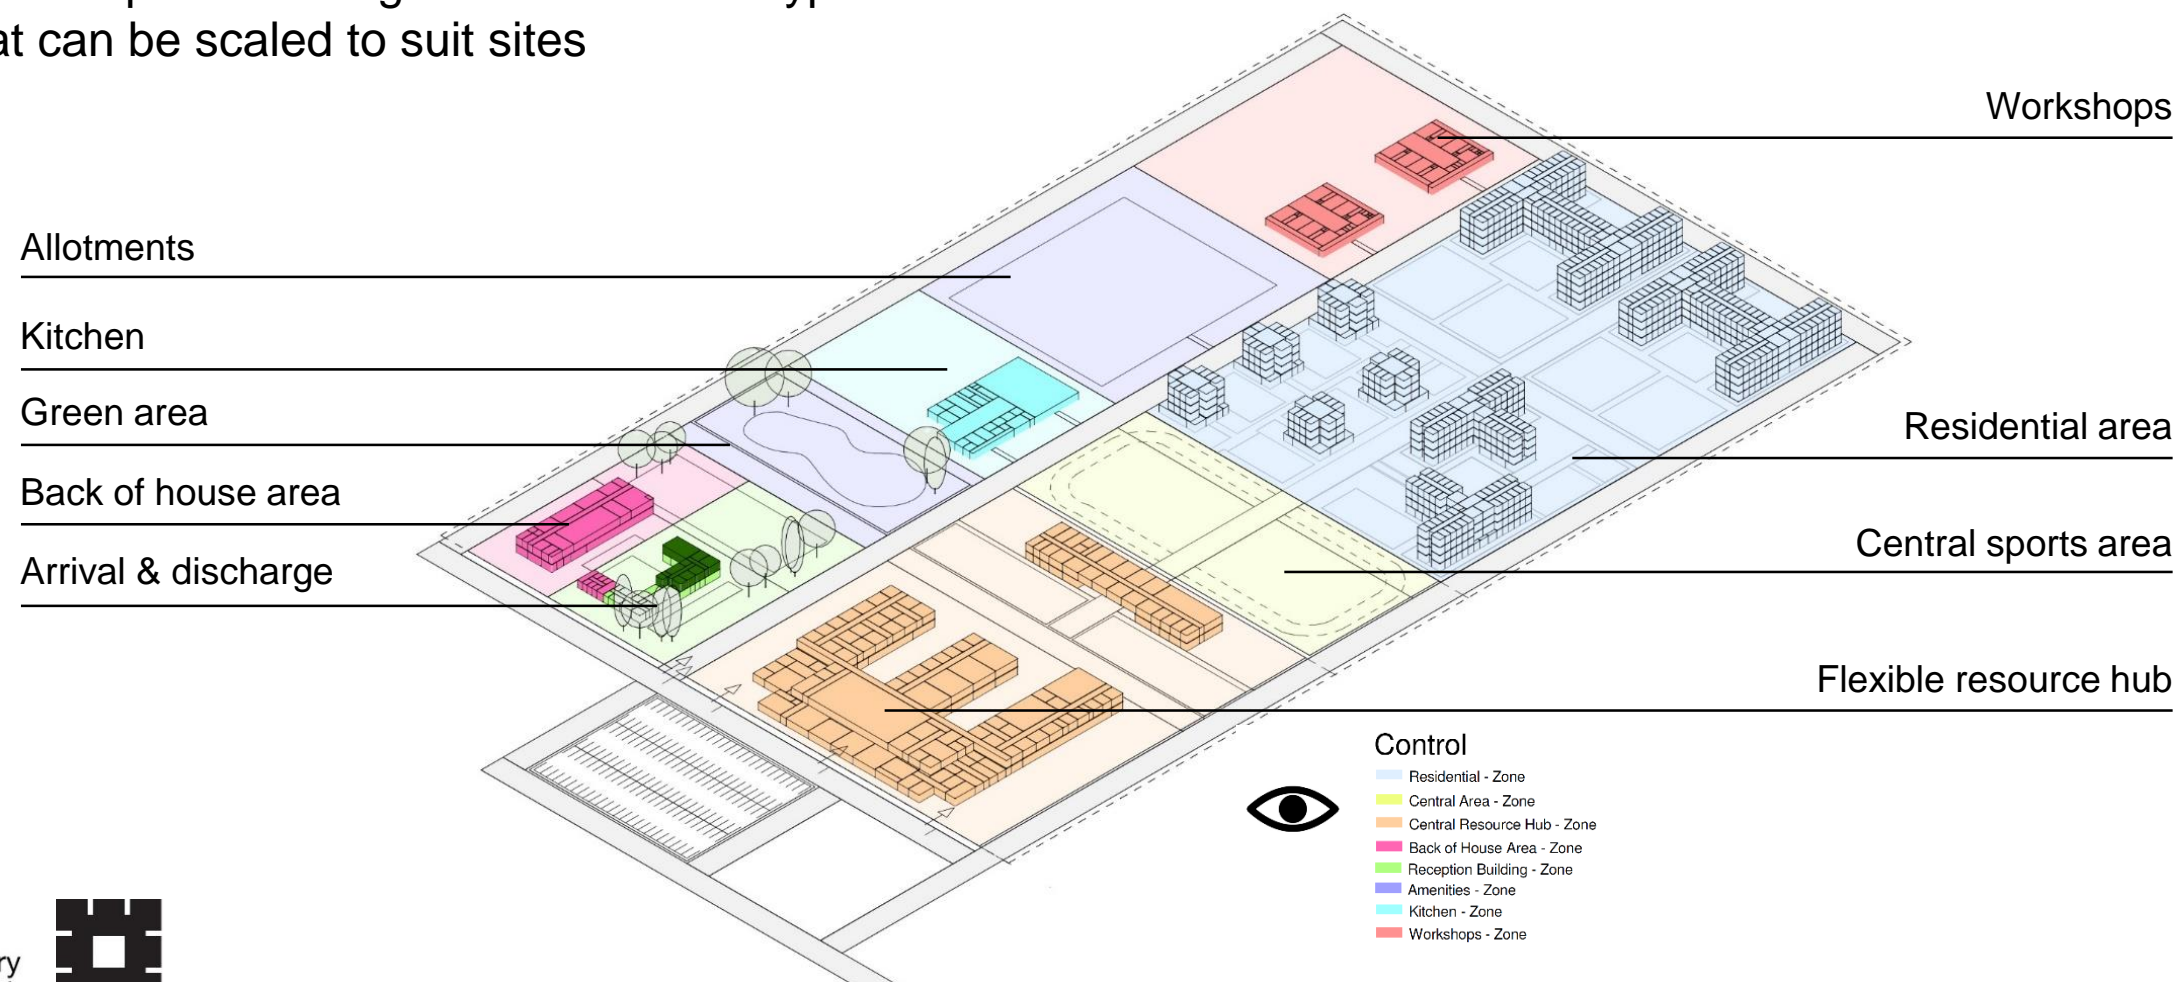 at can be scaled to suit sites
Workshops
Allotments
Kitchen
Green area
Back of house area
Arrival & discharge
Residential area
Central sports area
Flexible resource hub
Control
Residential - Zone
Central Area - Zone
Central Resource Hub - Zone
Back of House Area - Zone
Reception Building - Zone
Amenities - Zone
Kitchen - Zone
Workshops - Zone
ry